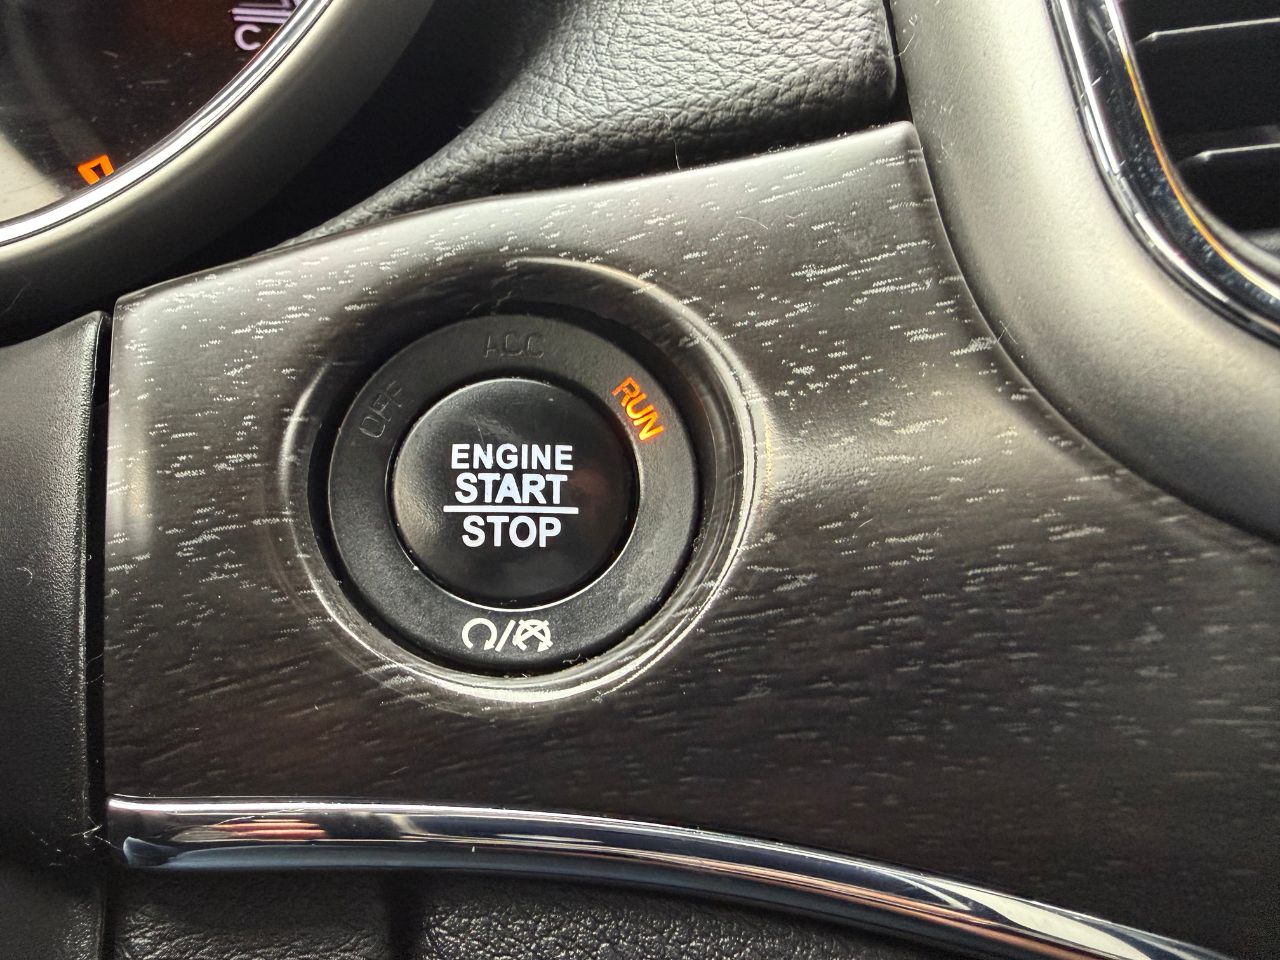 ACC
OFF
RUN
ENGINE
START
STOP